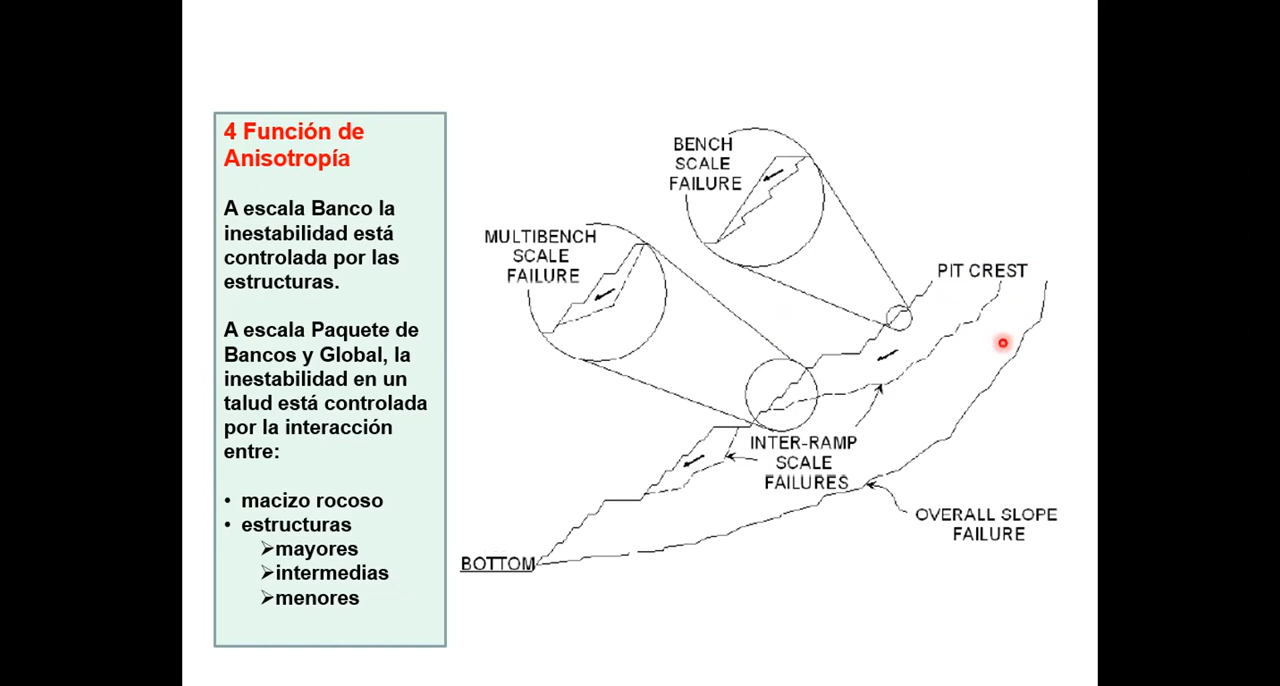 4 Función de
Anisotropía
A escala Banco la
inestabilidad está
controlada por las
estructuras.
A escala Paquete de
Bancos y Global, la
inestabilidad en un
talud está controlada
por la interacción
entre:
• macizo rocoso
• estructuras
➢mayores
➢intermedias
➢menores
BENCH
SCALE
FAILURE
MULTIBENCH
SCALE
FAILURE
PIT CREST
INTER-RAMP
SCALE
FAILURES
OVERALL SLOPE
FAILURE
BOTTOM